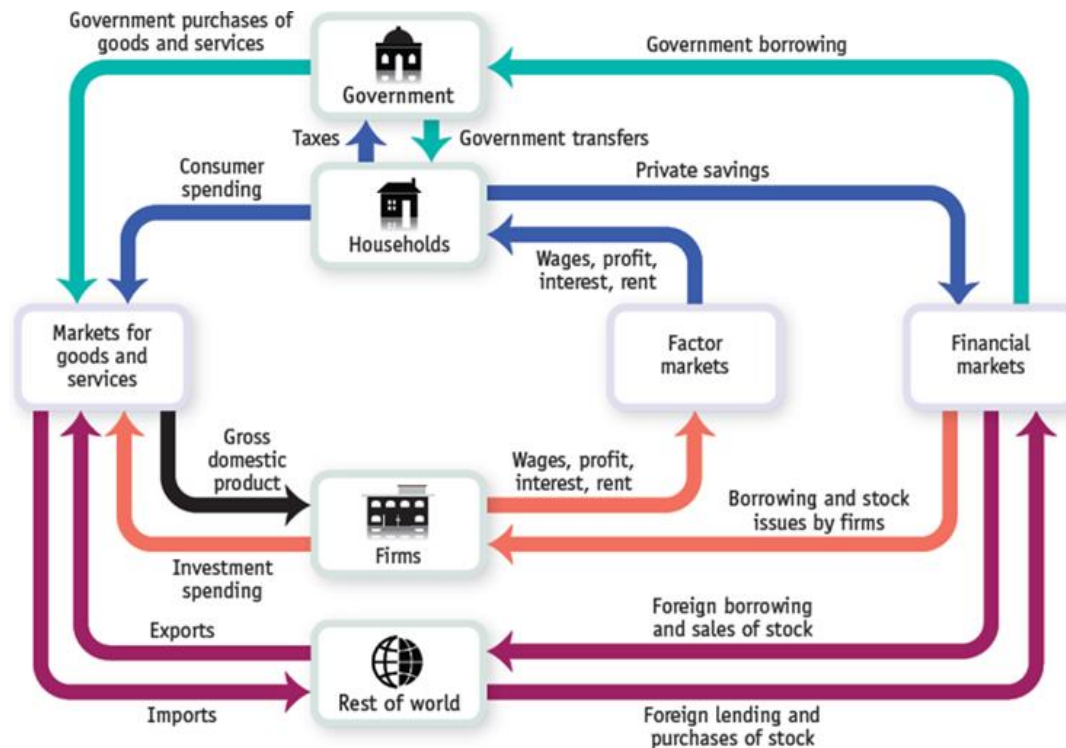 Government purchases of
goods and services
Government borrowing
Government
Taxes
Government transfers
Consumer
spending
Private savings
Households
Wages, profit,
interest, rent
Markets for
goods and
services
Factor
markets
Financial
markets
Gross
domestic
product
Wages, profit,
interest, rent
Borrowing and stock
issues by firms
Firms
Investment
spending
Foreign borrowing
and sales of stock
Exports
Rest of world
Imports
Foreign lending and
purchases of stock